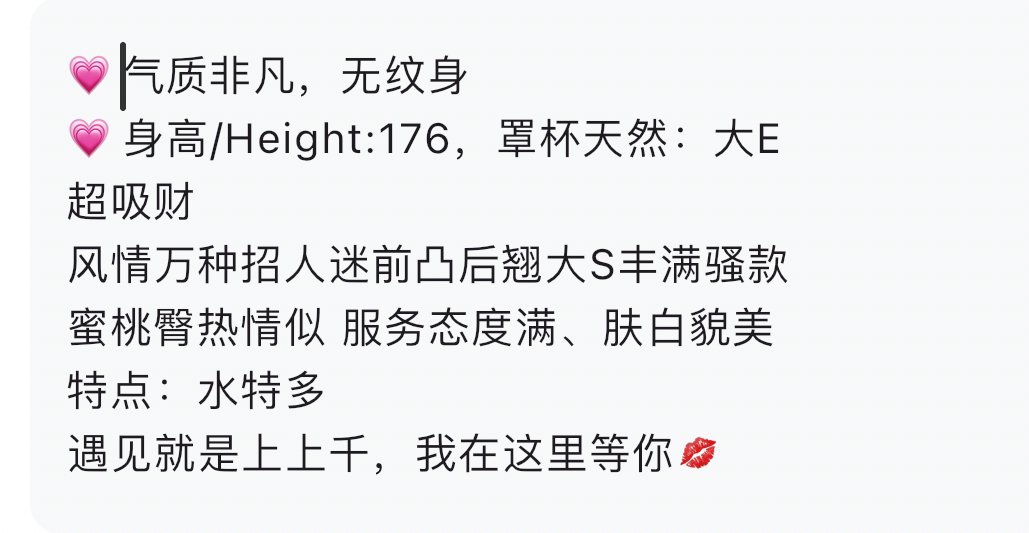 💗 气质非凡，无纹身
💗 身高/Height:176，罩杯天然：大E
超吸财
风情万种招人迷前凸后翘大S丰满骚款
蜜桃臀热情似 服务态度满、肤白貌美
特点：水特多
遇见就是上上千，我在这里等你💋